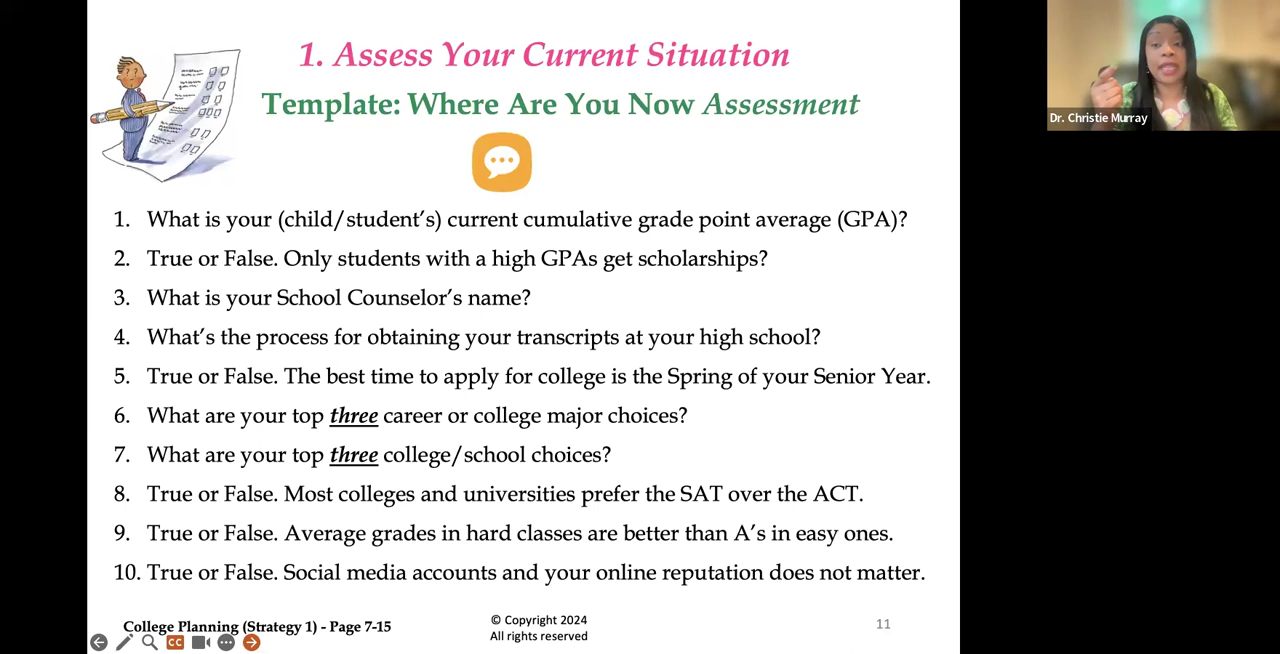 1. Assess Your Current Situation
Template: Where Are You Now Assessment
1. What is your (child/student's) current cumulative grade point average (GPA)?
2. True or False. Only students with a high GPAs get scholarships?
3. What is your School Counselor's name?
4. What's the process for obtaining your transcripts at your high school?
5. True or False. The best time to apply for college is the Spring of your Senior Year.
6. What are your top three career or college major choices?
7. What are your top three college/school choices?
8. True or False. Most colleges and universities prefer the SAT over the ACT.
9. True or False. Average grades in hard classes are better than A's in easy ones.
10. True or False. Social media accounts and your online reputation does not matter.
College Planning (Strategy 1) - Page 7-15
© Copyright 2024
All rights reserved
11
CC
Dr. Christie Murray